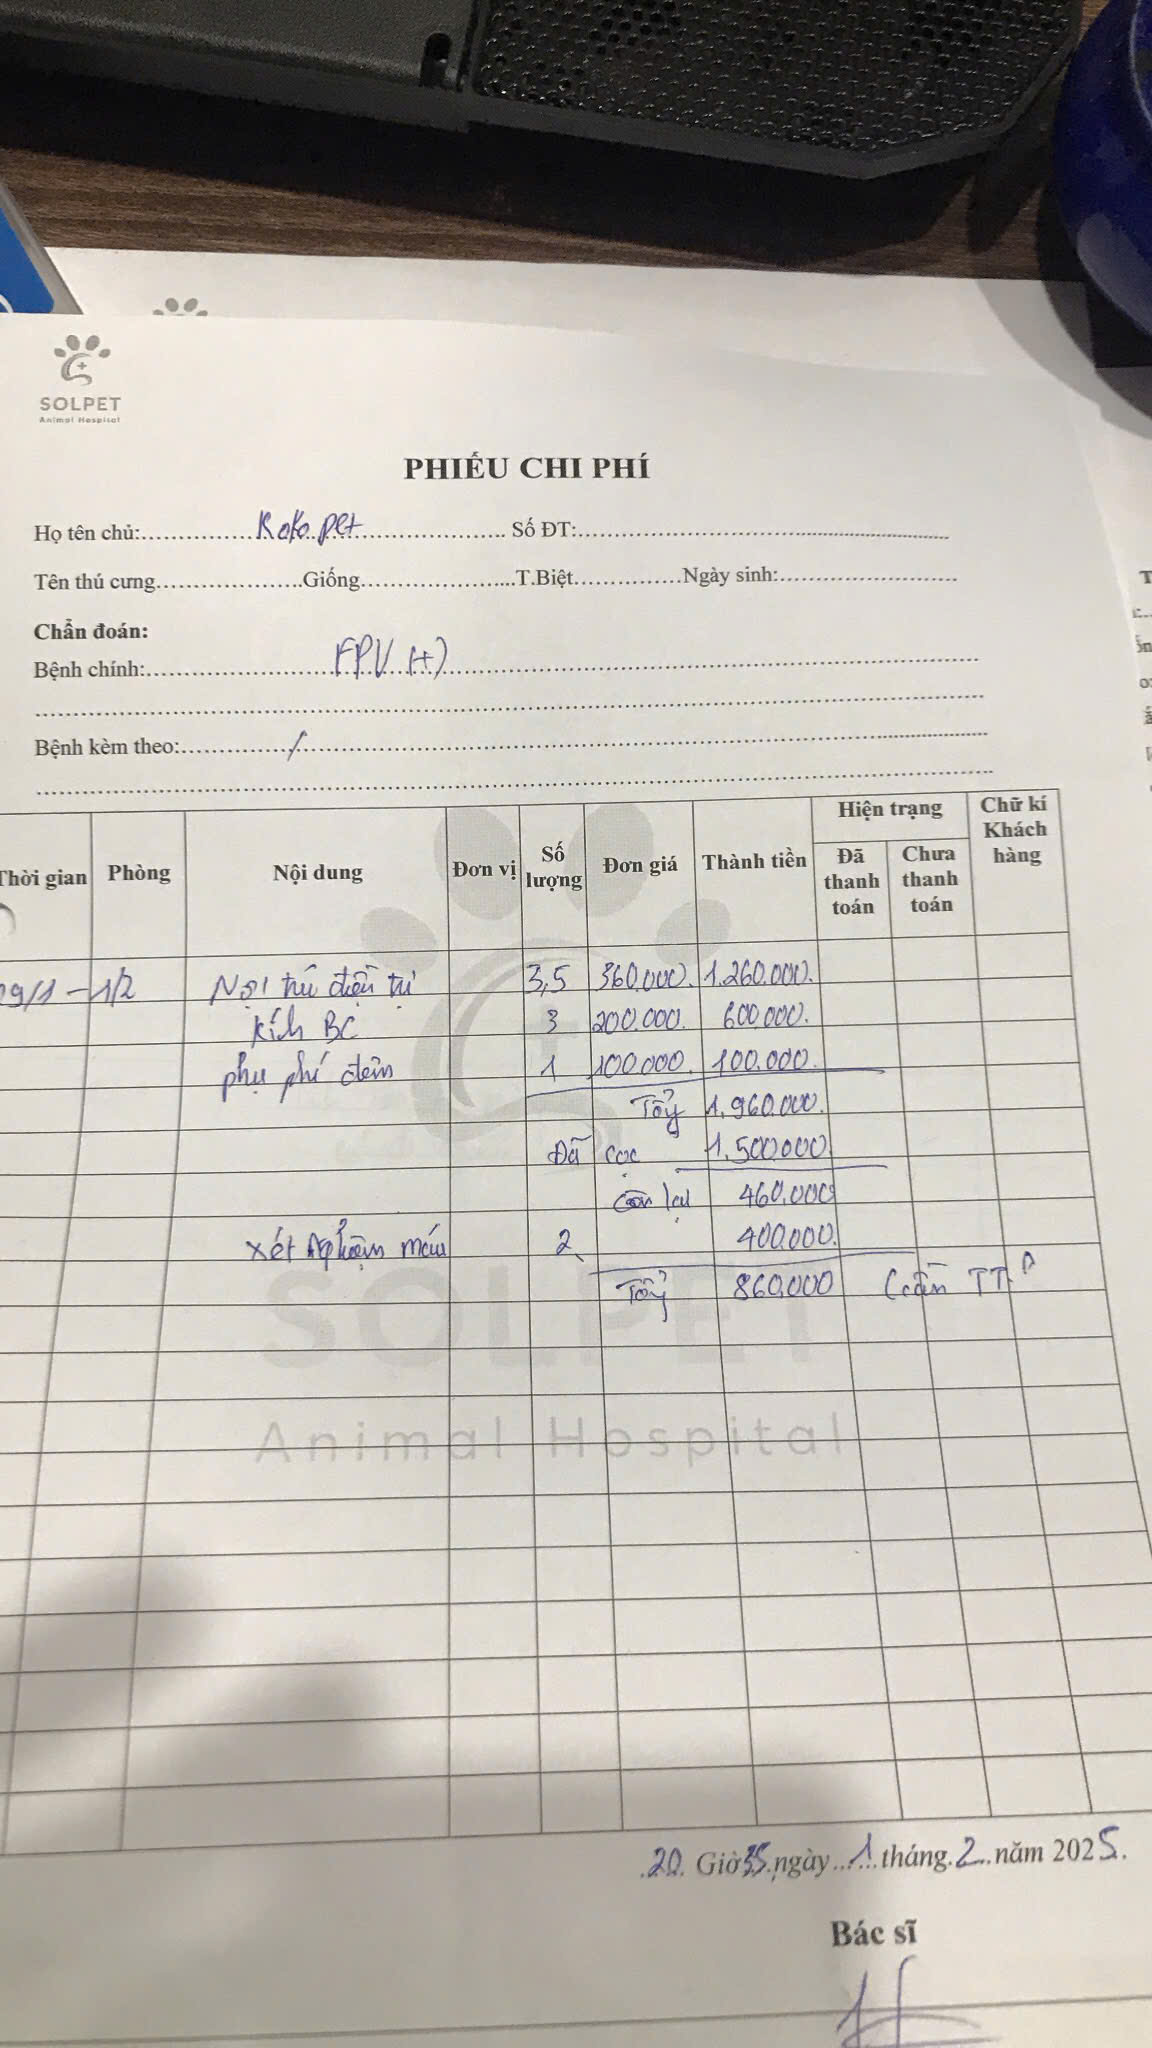 SOLPET
Animal Hospital
PHIẾU CHI PHÍ
Họ tên chủ:..........Koko pet.......... Số ĐT:..........
Tên thú cưng..........Giống..........T.Biệt..........Ngày sinh:..........
Chẩn đoán:
Bệnh chính:..........FPV (+)..........
Bệnh kèm theo:........../..........
Thời gian Phòng Nội dung Đơn vị Số lượng Đơn giá Thành tiền Hiện trạng Đã thanh toán Chưa thanh toán Chữ kí Khách hàng
29/1 - 1/2 Nội trú điều trị 3,5 360.000. 1.260.000.
kích BC 3 200.000. 600.000.
phụ phí đêm 1 100.000. 100.000.
Tổng 1.960.000.
Đã cọc 1.500.000
Còn lại 460.000
xét nghiệm máu 2 400.000.
Tổng 860.000 (cần TT)
SOLPET
Animal Hospital
20 Giờ 35 ngày 1 tháng 2 năm 2025.
Bác sĩ